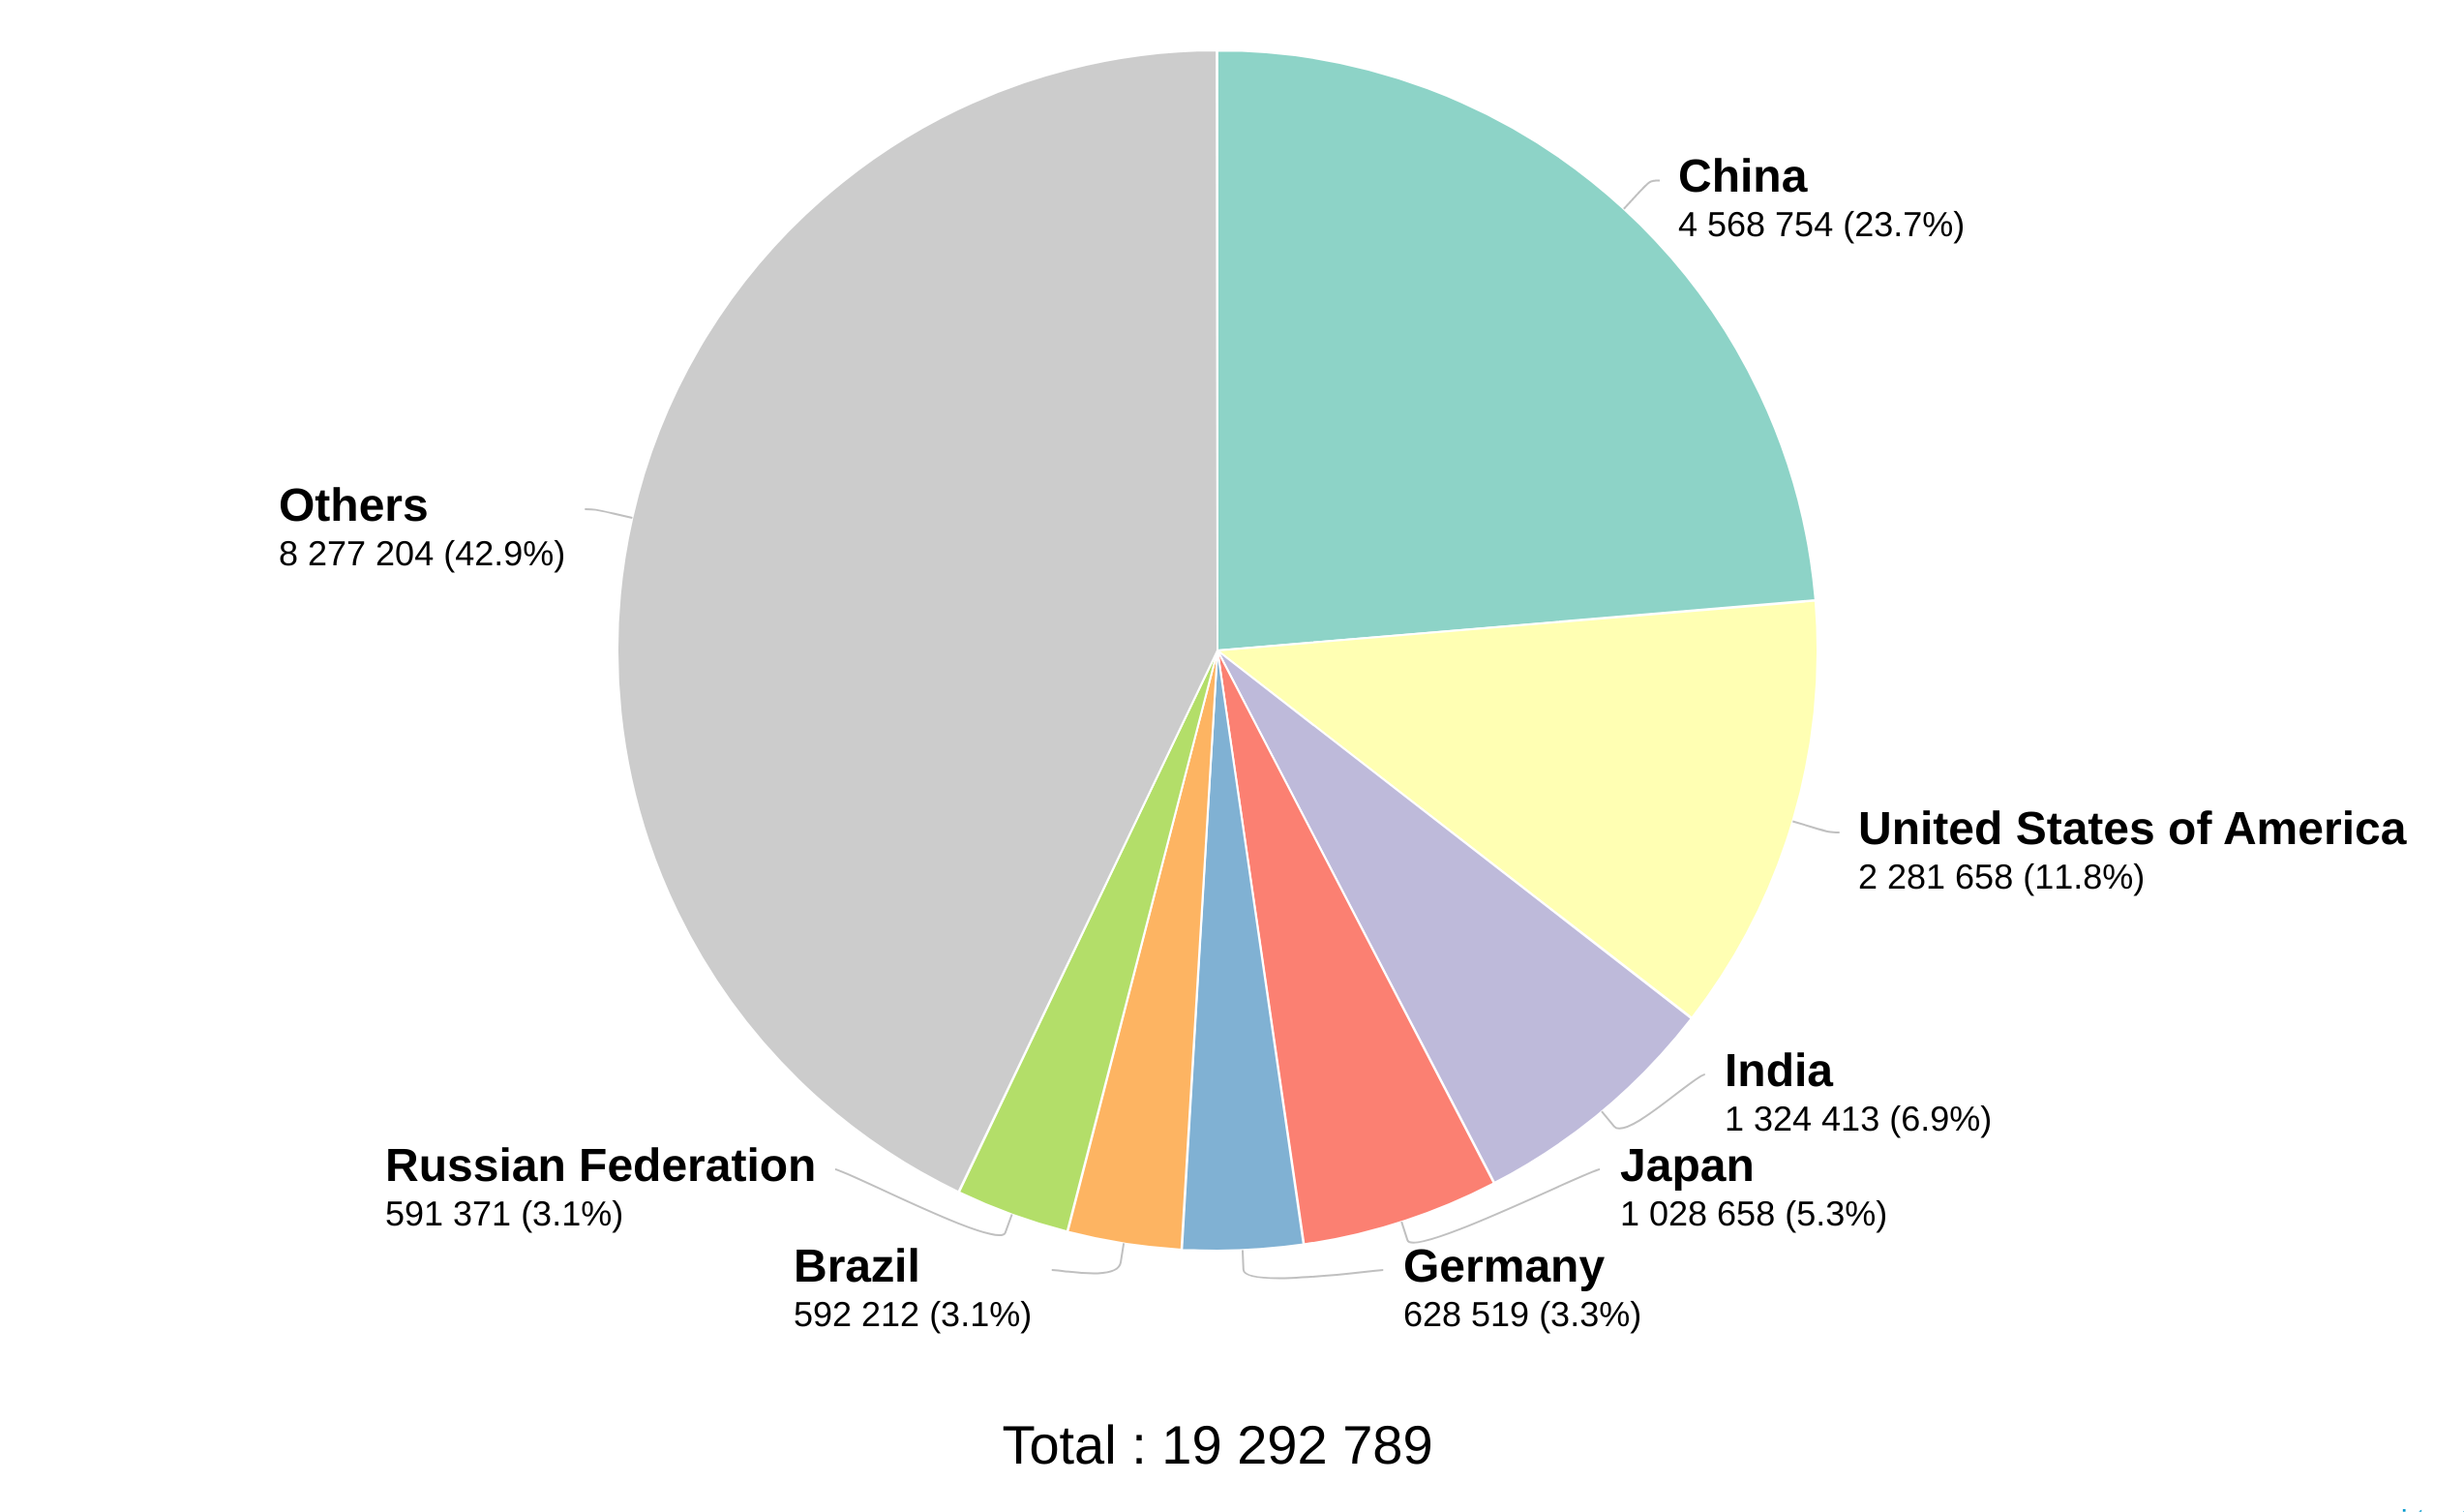 China
4 568 754 (23.7%)
Others
8 277 204 (42.9%)
United States of America
2 281 658 (11.8%)
India
1 324 413 (6.9%)
Japan
1 028 658 (5.3%)
Russian Federation
591 371 (3.1%)
Brazil
592 212 (3.1%)
Germany
628 519 (3.3%)
Total : 19 292 789